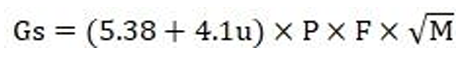 Gs = (5.38 + 4.1u) × P × F × √M